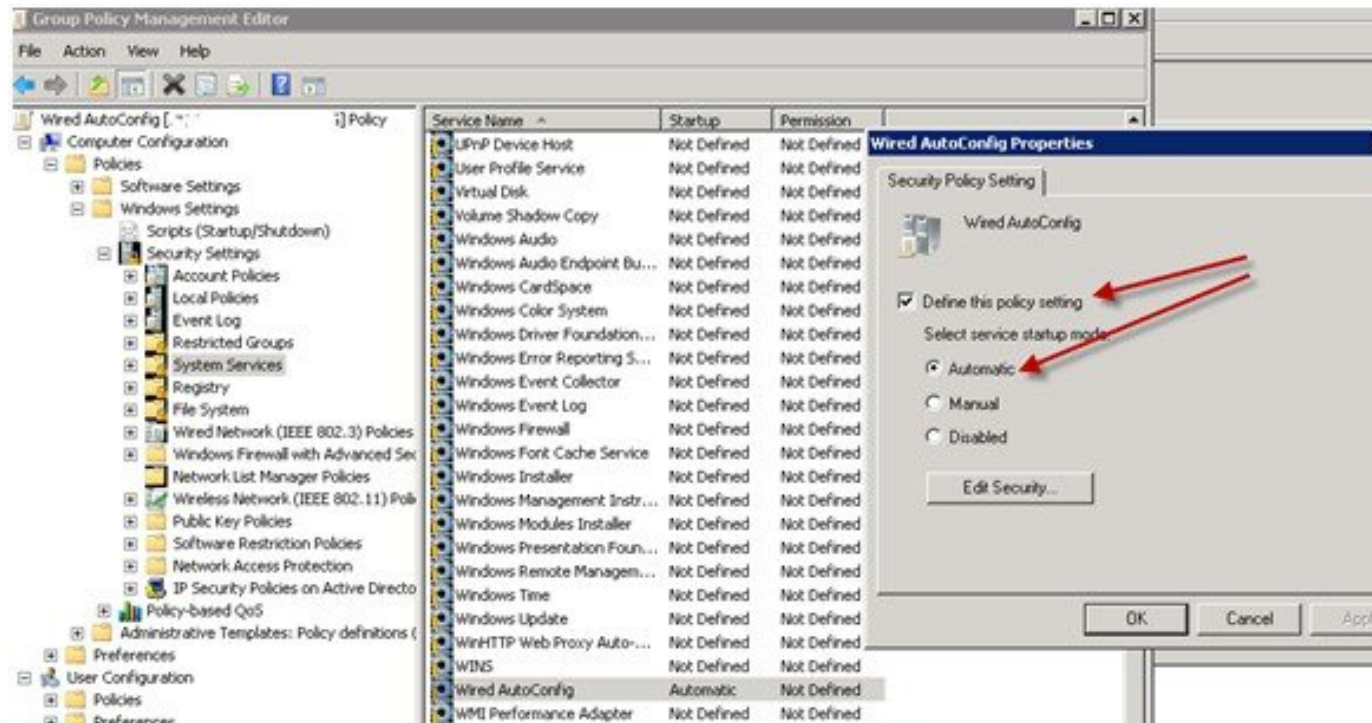 Group Policy Management Editor
File Action View Help
Wired AutoConfig [ ] Policy
Computer Configuration
Policies
Software Settings
Windows Settings
Scripts (Startup/Shutdown)
Security Settings
Account Policies
Local Policies
Event Log
Restricted Groups
System Services
Registry
File System
Wired Network (IEEE 802.3) Policies
Windows Firewall with Advanced Sec
Network List Manager Policies
Wireless Network (IEEE 802.11) Poli
Public Key Policies
Software Restriction Policies
Network Access Protection
IP Security Policies on Active Directo
Policy-based QoS
Administrative Templates: Policy definitions (
Preferences
User Configuration
Policies
Preferences
Service Name Startup Permission
UPnP Device Host Not Defined Not Defined
User Profile Service Not Defined Not Defined
Virtual Disk Not Defined Not Defined
Volume Shadow Copy Not Defined Not Defined
Windows Audio Not Defined Not Defined
Windows Audio Endpoint Bu... Not Defined Not Defined
Windows CardSpace Not Defined Not Defined
Windows Color System Not Defined Not Defined
Windows Driver Foundation... Not Defined Not Defined
Windows Error Reporting S... Not Defined Not Defined
Windows Event Collector Not Defined Not Defined
Windows Event Log Not Defined Not Defined
Windows Firewall Not Defined Not Defined
Windows Font Cache Service Not Defined Not Defined
Windows Installer Not Defined Not Defined
Windows Management Instr... Not Defined Not Defined
Windows Modules Installer Not Defined Not Defined
Windows Presentation Foun... Not Defined Not Defined
Windows Remote Managem... Not Defined Not Defined
Windows Time Not Defined Not Defined
Windows Update Not Defined Not Defined
WinHTTP Web Proxy Auto-... Not Defined Not Defined
WINS Not Defined Not Defined
Wired AutoConfig Automatic Not Defined
WMI Performance Adapter Not Defined Not Defined
Wired AutoConfig Properties
Security Policy Setting
Wired AutoConfig
Define this policy setting
Select service startup mode:
Automatic
Manual
Disabled
Edit Security...
OK Cancel Appl